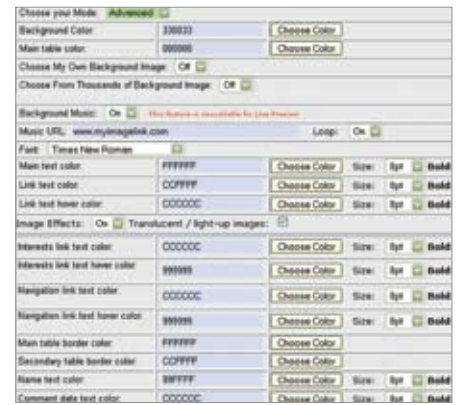 Choose your Mode: Advanced
Background Color: 330033 Choose Color
Main table color: 000000 Choose Color
Choose My Own Background Image: Off
Choose From Thousands of Background Image: Off
Background Music: On This feature is unavailable for Live Preview
Music URL: www.myimagelink.com Loop: On
Font: Times New Roman
Main text color: FFFFFF Choose Color Size: 8pt Bold
Link text color: CCFFFF Choose Color Size: 8pt Bold
Link text hover color: CCCCCC Choose Color Size: 8pt Bold
Image Effects: On Translucent / light-up images:
Interests link text color: CCCCCC Choose Color Size: 8pt Bold
Interests link text hover color: 999999 Choose Color Size: 8pt Bold
Navigation link text color: CCCCCC Choose Color Size: 8pt Bold
Navigation link text hover color: 999999 Choose Color Size: 8pt Bold
Main table border color: FFFFFF Choose Color
Secondary table border color: CCFFFF Choose Color
Name text color: 99FFFF Choose Color Size: 8pt Bold
Comment date text color: CCCCCC Choose Color Size: 8pt Bold